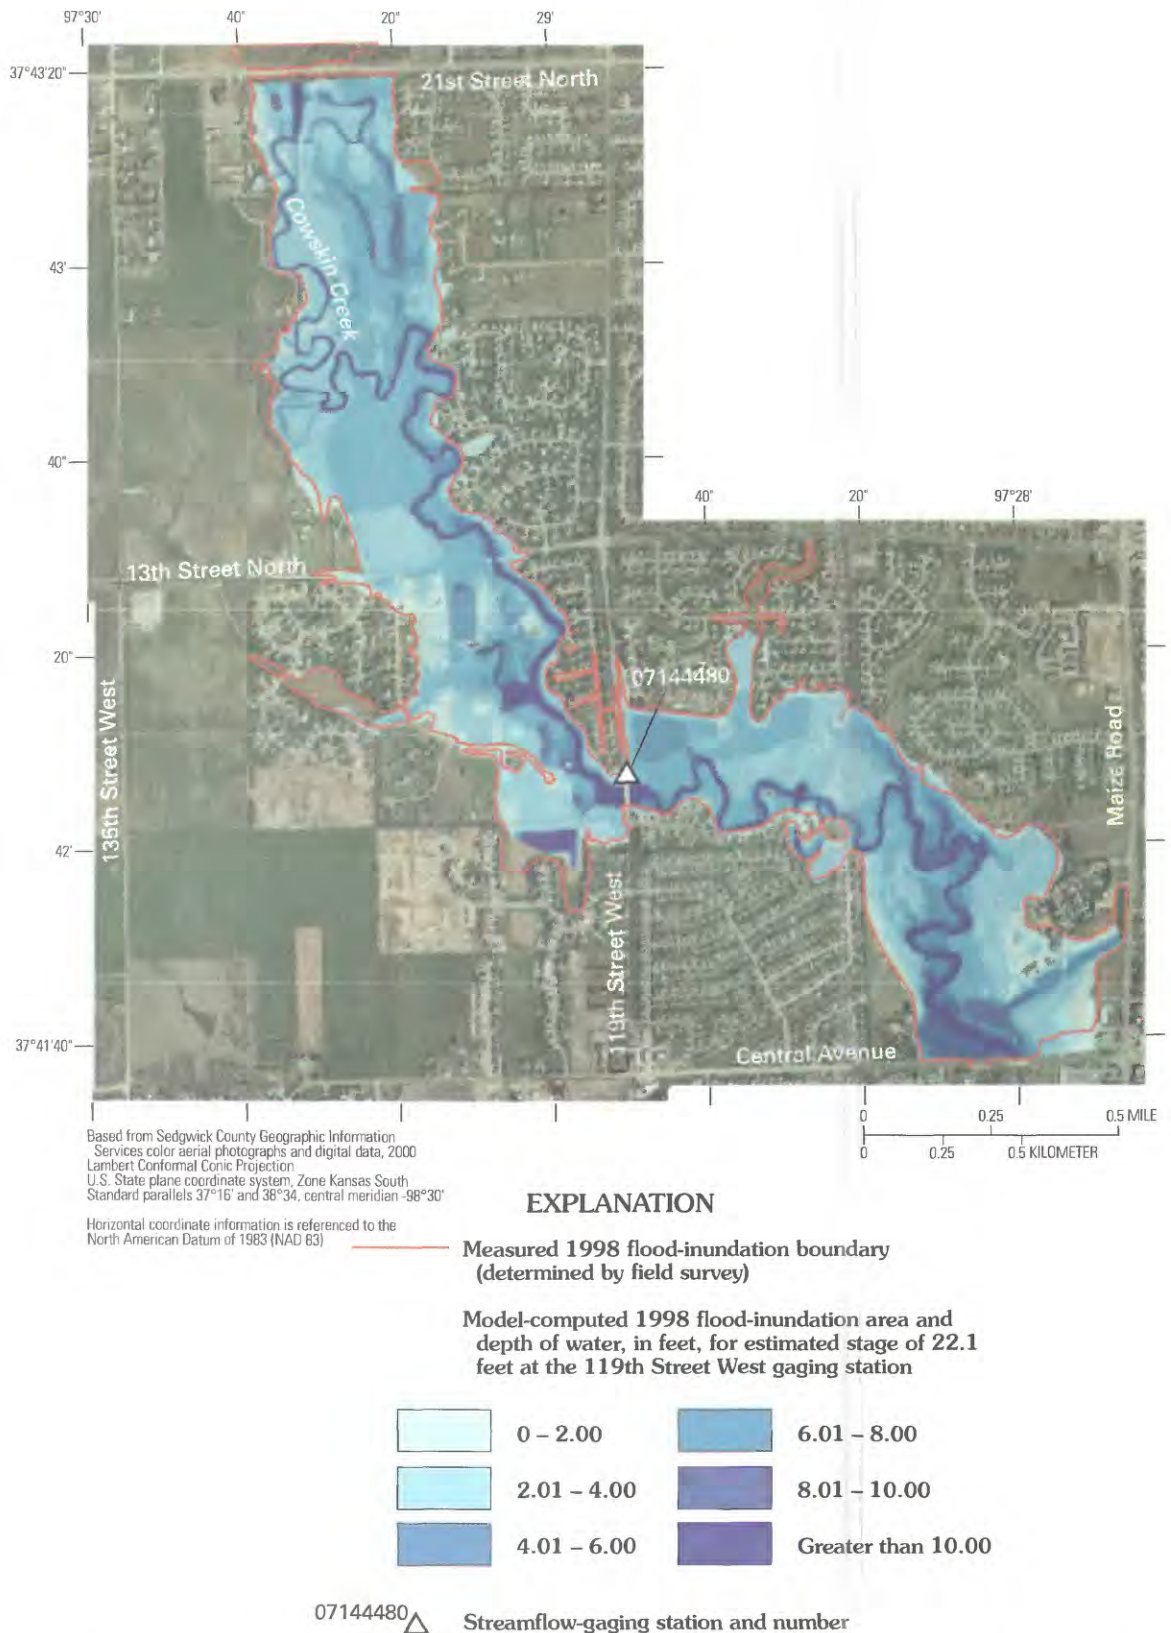 97°30'
40"
20"
29'
37°43'20"
21st Street North
Cowskin Creek
43'
40"
40"
20"
97°28'
13th Street North
20"
07144480
135th Street West
Maize Road
42'
119th Street West
37°41'40"
Central Avenue
0 0.25 0.5 MILE
0 0.25 0.5 KILOMETER
Based from Sedgwick County Geographic Information
Services color aerial photographs and digital data, 2000
Lambert Conformal Conic Projection
U.S. State plane coordinate system, Zone Kansas South
Standard parallels 37°16' and 38°34, central meridian -98°30'
Horizontal coordinate information is referenced to the
North American Datum of 1983 (NAD 83)
EXPLANATION
Measured 1998 flood-inundation boundary
(determined by field survey)
Model-computed 1998 flood-inundation area and
depth of water, in feet, for estimated stage of 22.1
feet at the 119th Street West gaging station
0 – 2.00
6.01 – 8.00
2.01 – 4.00
8.01 – 10.00
4.01 – 6.00
Greater than 10.00
07144480
Streamflow-gaging station and number